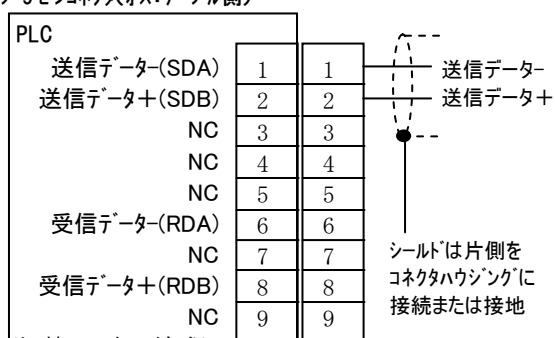 PLC
送信ﾃﾞｰﾀ-(SDA) 1 1 送信ﾃﾞｰﾀ-
送信ﾃﾞｰﾀ＋(SDB) 2 2 送信ﾃﾞｰﾀ＋
NC 3 3
NC 4 4
NC 5 5
受信ﾃﾞｰﾀ-(RDA) 6 6
NC 7 7
受信ﾃﾞｰﾀ＋(RDB) 8 8
NC 9 9
ｼｰﾙﾄﾞは片側を
ｺﾈｸﾀﾊｳｼﾞﾝｸﾞに
接続または接地